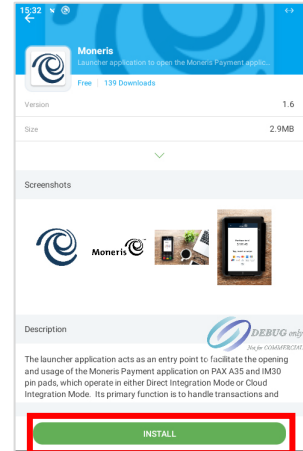 15:32
Moneris
Launcher application to open the Moneris Payment applic...
Free | 139 Downloads
Version 1.6
Size 2.9MB
Screenshots
Moneris
Description
DEBUG only
Not for COMMERCIAL
The launcher application acts as an entry point to facilitate the opening
and usage of the Moneris Payment application on PAX A35 and IM30
pin pads, which operate in either Direct Integration Mode or Cloud
Integration Mode. Its primary function is to handle transactions and
INSTALL